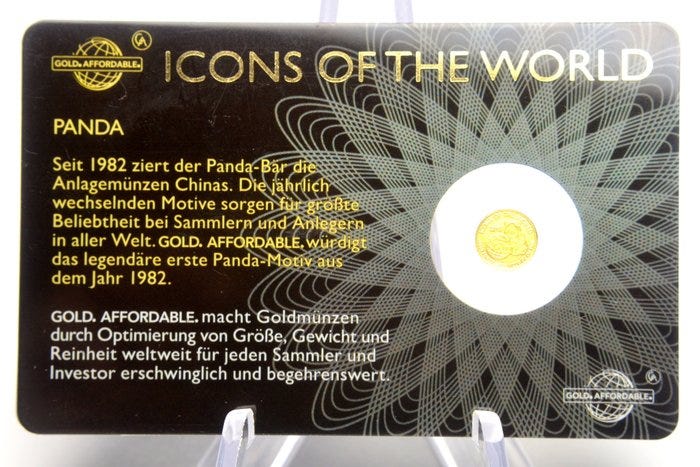 GOLD. AFFORDABLE.
ICONS OF THE WORLD
PANDA
Seit 1982 ziert der Panda-Bär die
Anlagemünzen Chinas. Die jährlich
wechselnden Motive sorgen für größte
Beliebtheit bei Sammlern und Anlegern
in aller Welt. GOLD. AFFORDABLE. würdigt
das legendäre erste Panda-Motiv aus
dem Jahr 1982.
GOLD. AFFORDABLE. macht Goldmünzen
durch Optimierung von Größe, Gewicht und
Reinheit weltweit für jeden Sammler und
Investor erschwinglich und begehrenswert.
GOLD. AFFORDABLE.